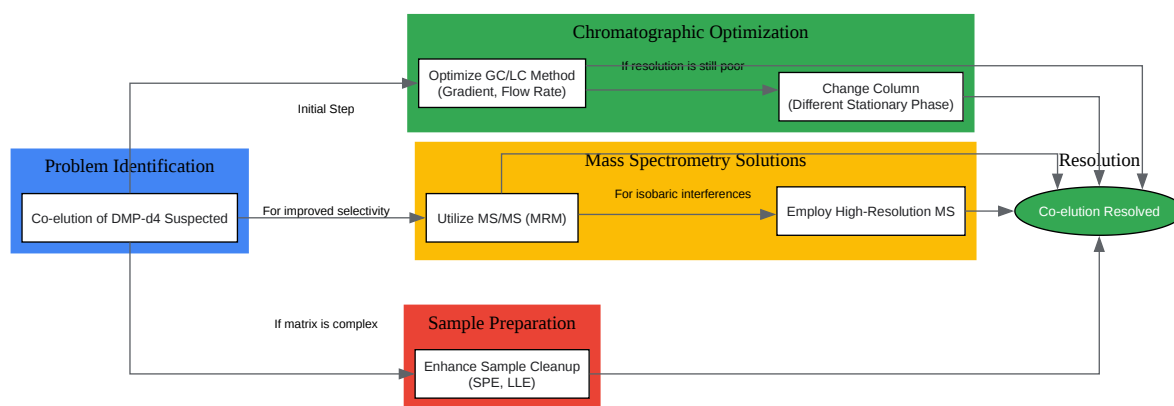 Chromatographic Optimization
Optimize GC/LC Method
(Gradient, Flow Rate)
If resolution is still poor
Change Column
(Different Stationary Phase)
Initial Step
Problem Identification
Co-elution of DMP-d4 Suspected
For improved selectivity
Mass Spectrometry Solutions
Utilize MS/MS (MRM)
For isobaric interferences
Employ High-Resolution MS
Resolution
Co-elution Resolved
If matrix is complex
Sample Preparation
Enhance Sample Cleanup
(SPE, LLE)